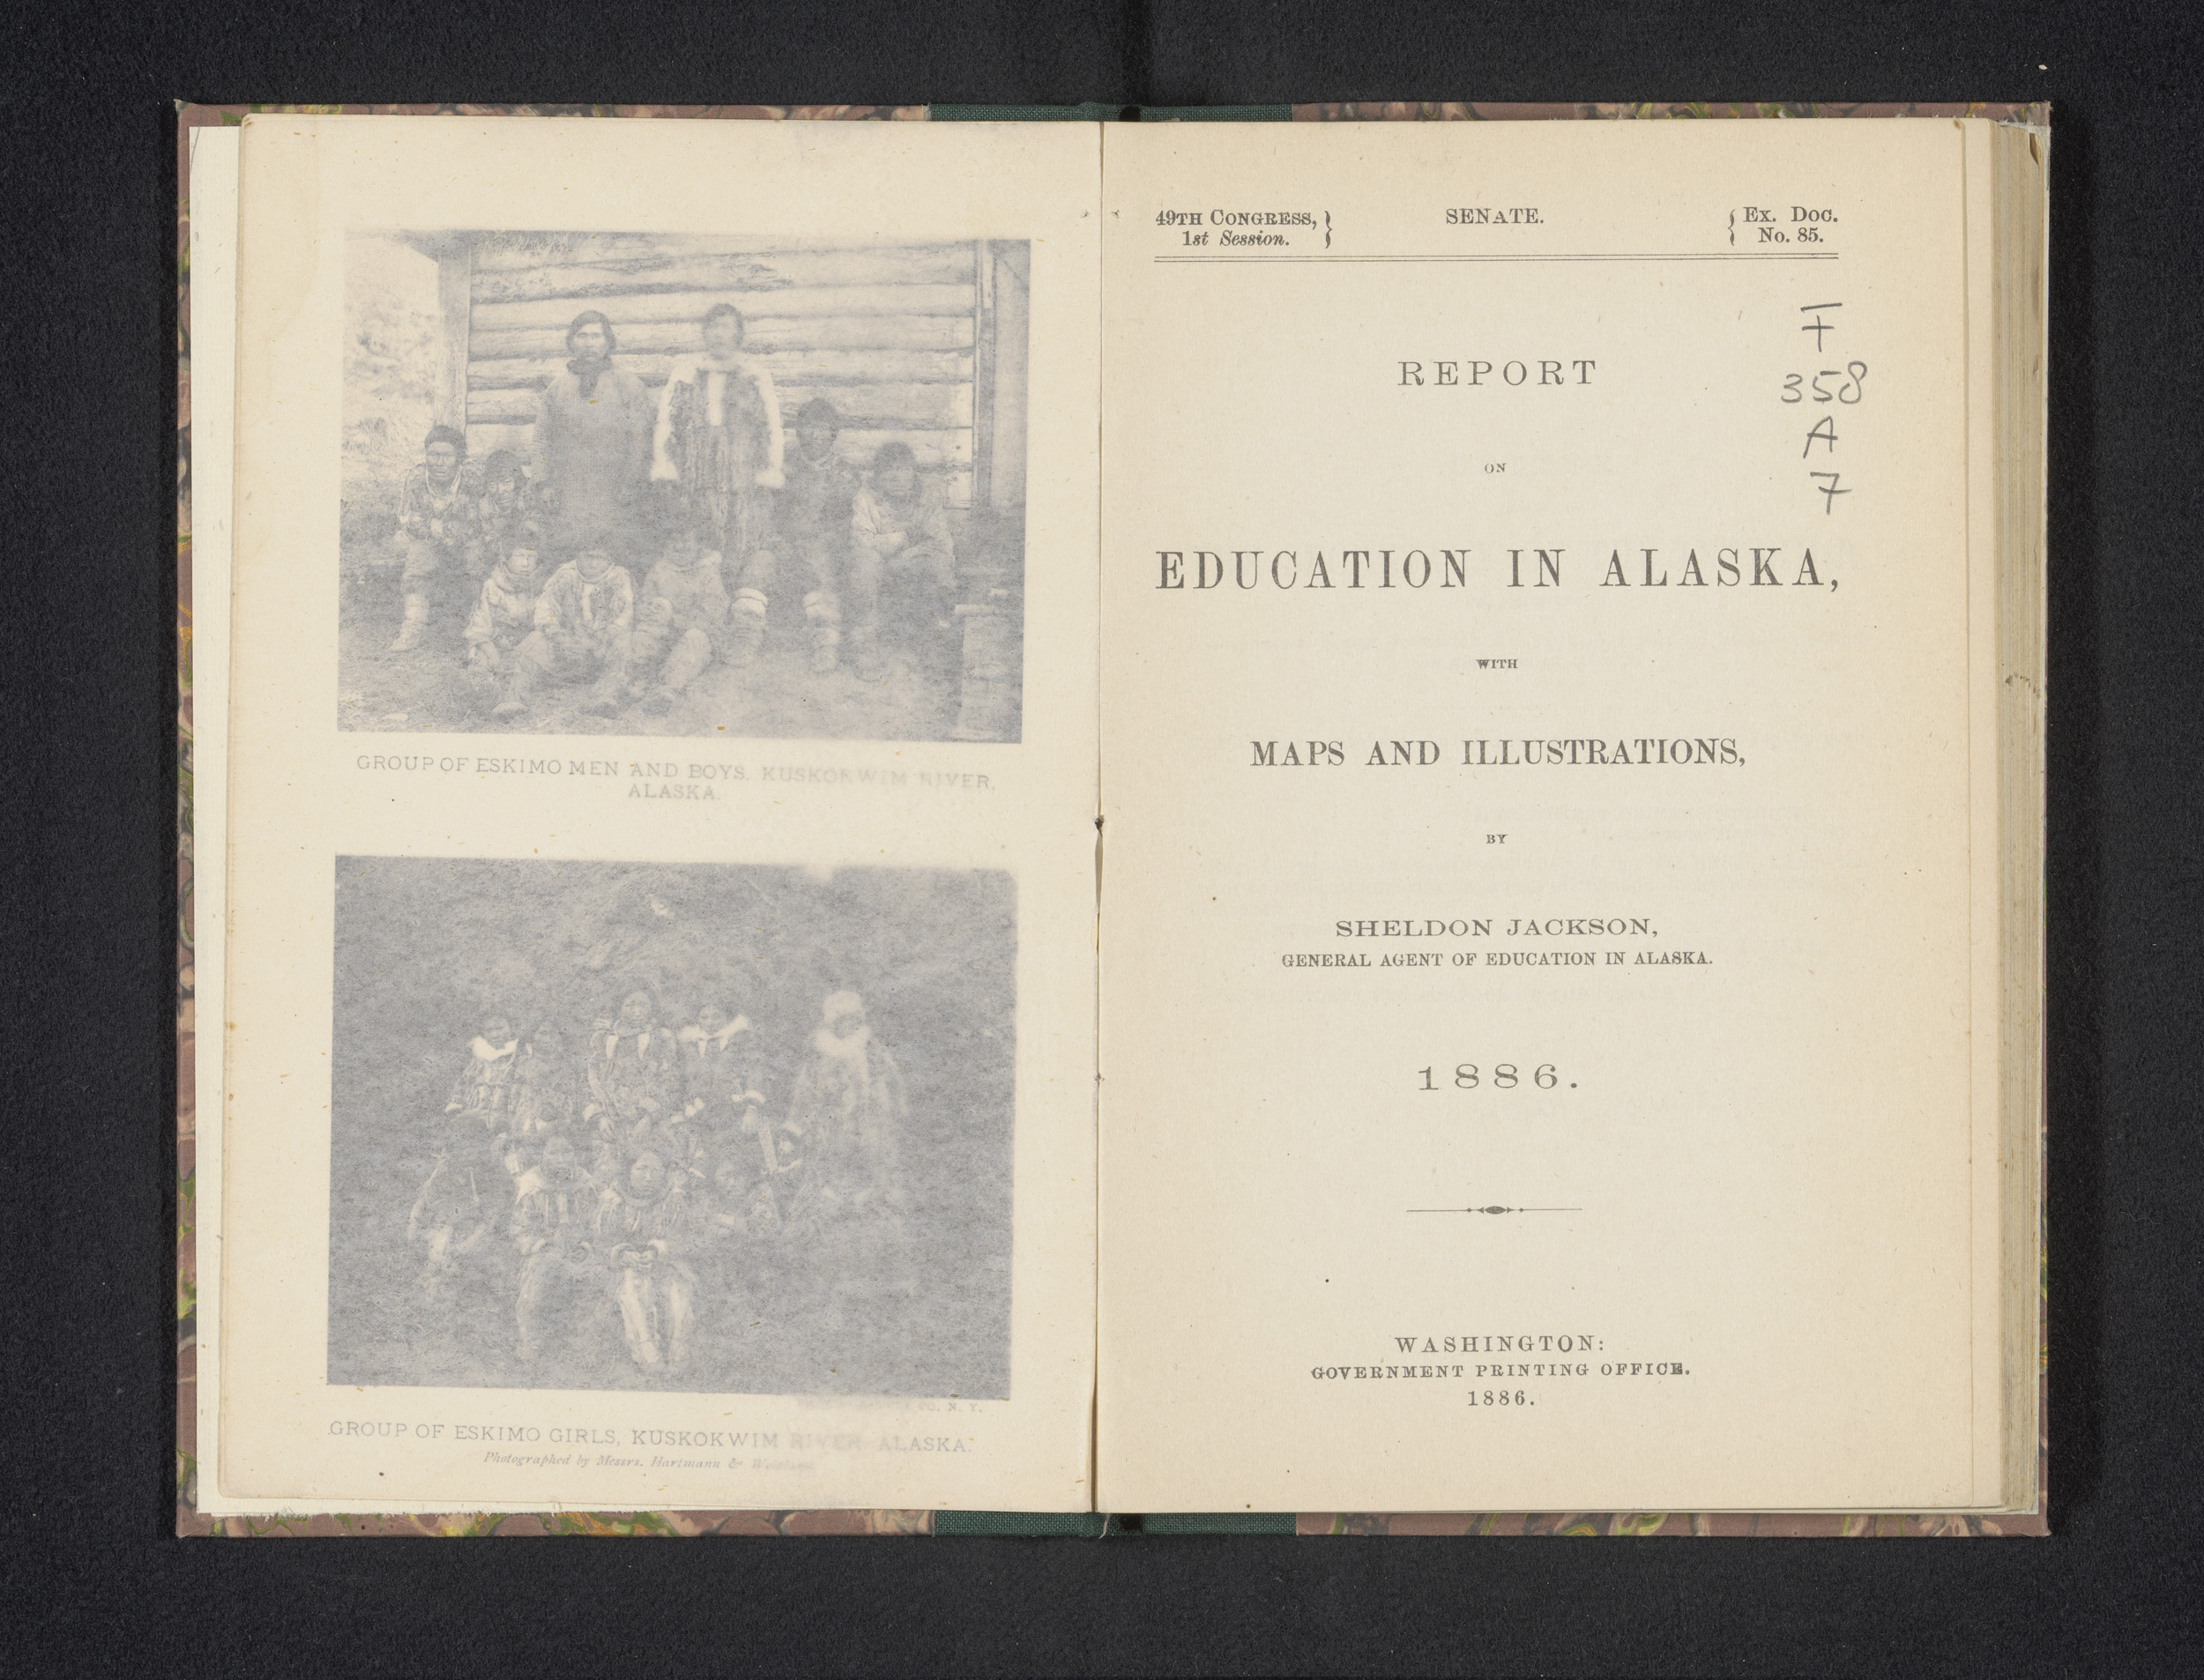 GROUP OF ESKIMO MEN AND BOYS. KUSKOKWIM RIVER,
ALASKA.
CO. N. Y.
GROUP OF ESKIMO GIRLS, KUSKOKWIM RIVER ALASKA.
Photographed by Messrs. Hartmann &
49TH CONGRESS, } SENATE. { Ex. Doc.
1st Session. } { No. 85.
REPORT
ON
EDUCATION IN ALASKA,
WITH
MAPS AND ILLUSTRATIONS,
BY
SHELDON JACKSON,
GENERAL AGENT OF EDUCATION IN ALASKA.
1886.
WASHINGTON:
GOVERNMENT PRINTING OFFICE.
1886.
F
358
A
7